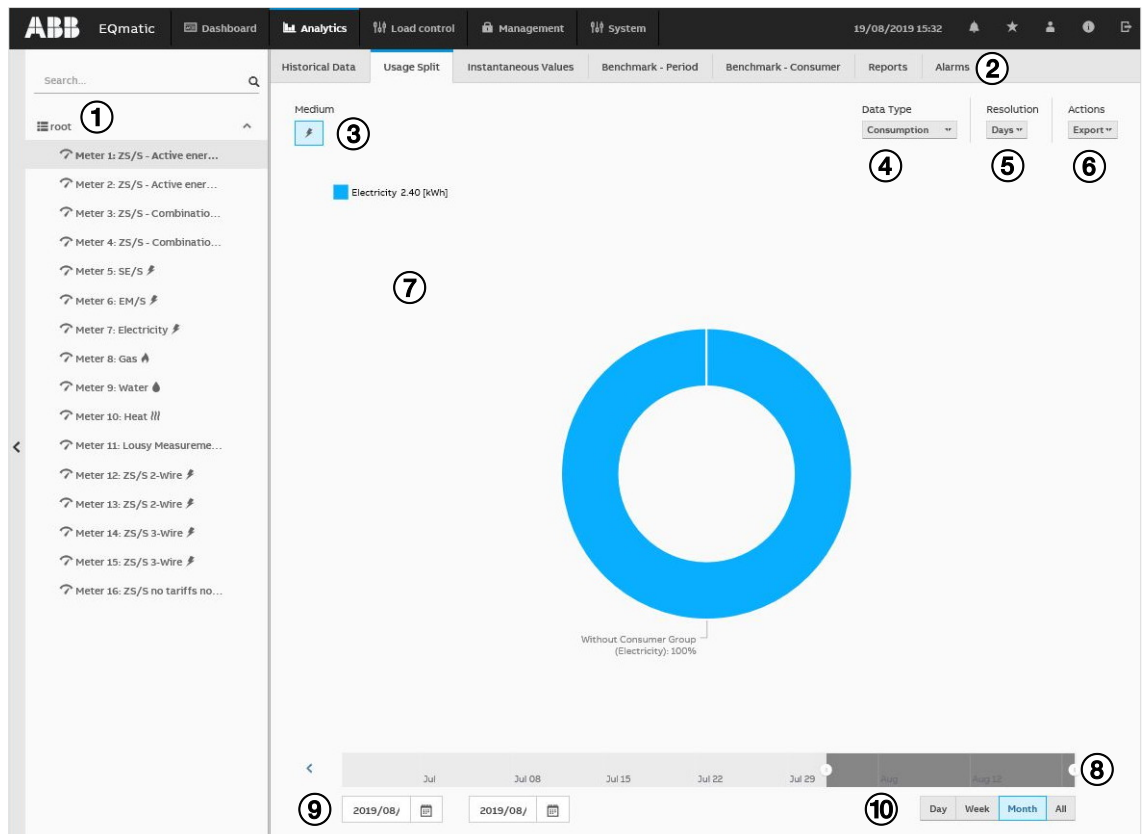 ABB EQmatic Dashboard Analytics Load control Management System 19/08/2019 15:32
Search...
1
root
Meter 1: ZS/S - Active ener...
Meter 2: ZS/S - Active ener...
Meter 3: ZS/S - Combinatio...
Meter 4: ZS/S - Combinatio...
Meter 5: SE/S
Meter 6: EM/S
Meter 7: Electricity
Meter 8: Gas
Meter 9: Water
Meter 10: Heat
Meter 11: Lousy Measureme...
Meter 12: ZS/S 2-Wire
Meter 13: ZS/S 2-Wire
Meter 14: ZS/S 3-Wire
Meter 15: ZS/S 3-Wire
Meter 16: ZS/S no tariffs no...
Historical Data Usage Split Instantaneous Values Benchmark - Period Benchmark - Consumer Reports Alarms 2
Medium
3
Data Type Resolution Actions
Consumption Days Export
4 5 6
Electricity 2.40 [kWh]
7
Without Consumer Group
(Electricity): 100%
Jul Jul 08 Jul 15 Jul 22 Jul 29 Aug Aug 12
8
9 2019/08/ 2019/08/ 10 Day Week Month All